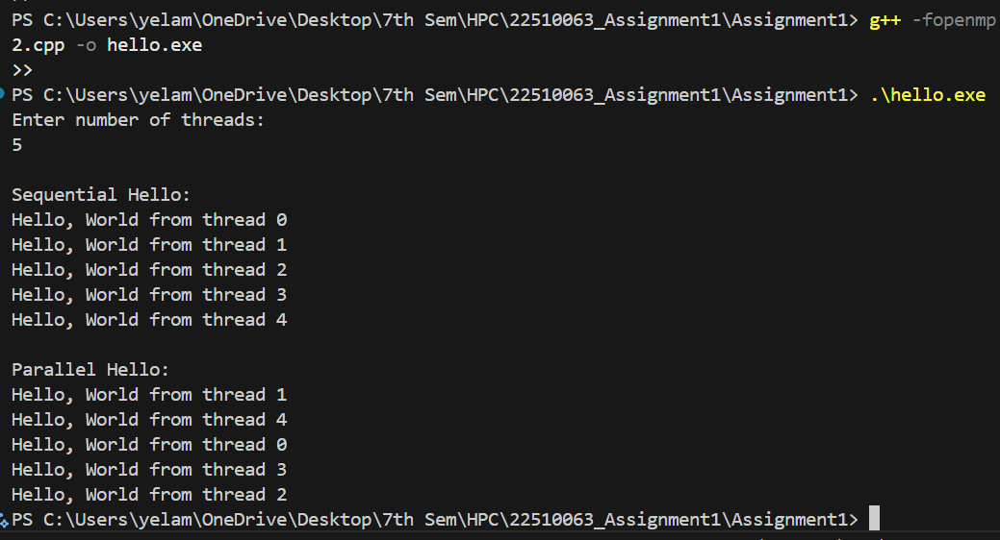 PS C:\Users\yelam\OneDrive\Desktop\7th Sem\HPC\22510063_Assignment1\Assignment1> g++ -fopenmp
2.cpp -o hello.exe
>>
PS C:\Users\yelam\OneDrive\Desktop\7th Sem\HPC\22510063_Assignment1\Assignment1> .\hello.exe
Enter number of threads:
5
Sequential Hello:
Hello, World from thread 0
Hello, World from thread 1
Hello, World from thread 2
Hello, World from thread 3
Hello, World from thread 4
Parallel Hello:
Hello, World from thread 1
Hello, World from thread 4
Hello, World from thread 0
Hello, World from thread 3
Hello, World from thread 2
PS C:\Users\yelam\OneDrive\Desktop\7th Sem\HPC\22510063_Assignment1\Assignment1>